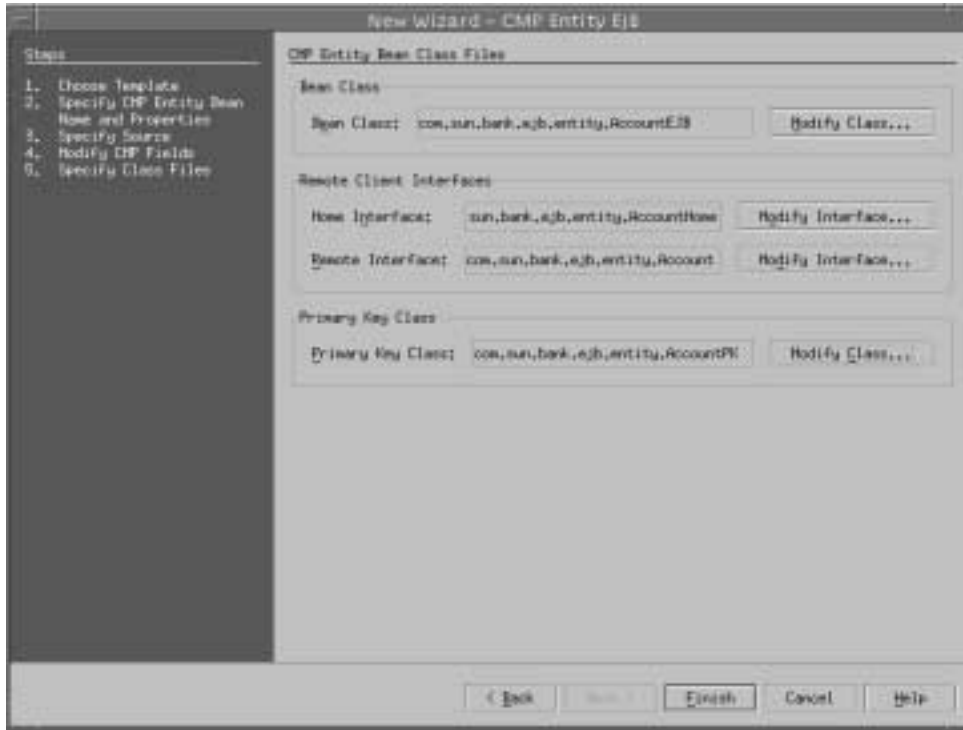 New Wizard - CMP Entity EJB
Steps
1. Choose Template
2. Specify CMP Entity Bean
Name and Properties
3. Specify Source
4. Modify CMP Fields
5. Specify Class Files
CMP Entity Bean Class Files
Bean Class
Bean Class: com.sun.bank.ejb.entity.AccountEJB Modify Class...
Remote Client Interfaces
Home Interface: sun.bank.ejb.entity.AccountHome Modify Interface...
Remote Interface: com.sun.bank.ejb.entity.Account Modify Interface...
Primary Key Class
Primary Key Class: com.sun.bank.ejb.entity.AccountPK Modify Class...
< Back Finish Cancel Help